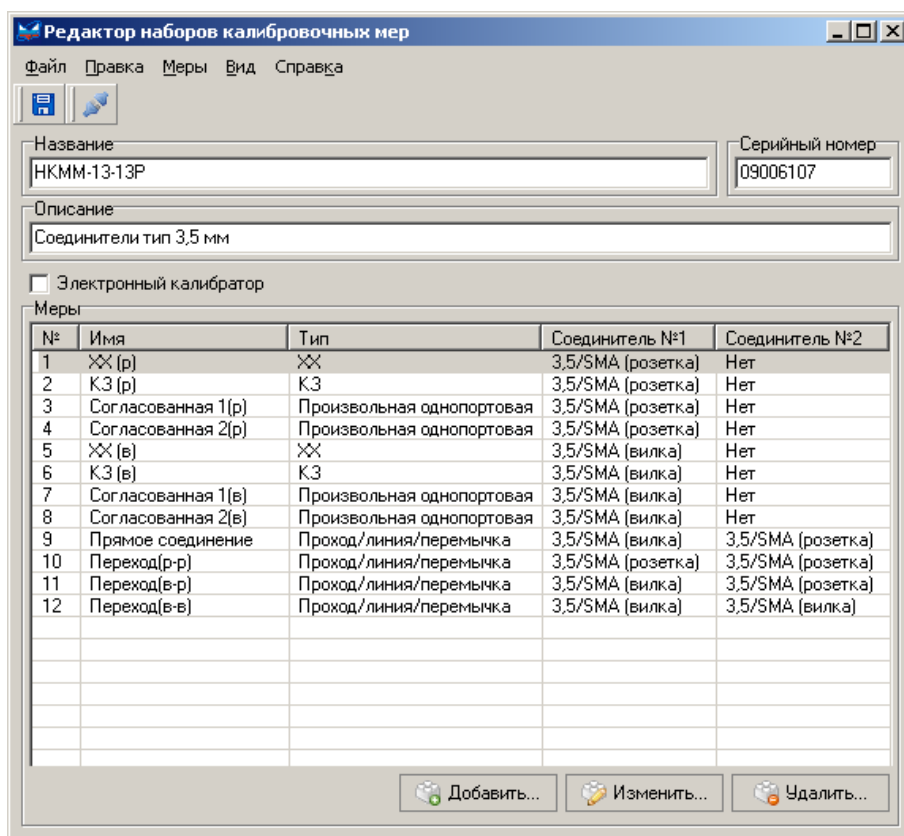 Редактор наборов калибровочных мер
Файл Правка Меры Вид Справка
Название Серийный номер
НКММ-13-13Р 09006107
Описание
Соединители тип 3,5 мм
Электронный калибратор
Меры
№ Имя Тип Соединитель №1 Соединитель №2
1 ХХ (р) ХХ 3,5/SMA (розетка) Нет
2 КЗ (р) КЗ 3,5/SMA (розетка) Нет
3 Согласованная 1(р) Произвольная однопортовая 3,5/SMA (розетка) Нет
4 Согласованная 2(р) Произвольная однопортовая 3,5/SMA (розетка) Нет
5 ХХ (в) ХХ 3,5/SMA (вилка) Нет
6 КЗ (в) КЗ 3,5/SMA (вилка) Нет
7 Согласованная 1(в) Произвольная однопортовая 3,5/SMA (вилка) Нет
8 Согласованная 2(в) Произвольная однопортовая 3,5/SMA (вилка) Нет
9 Прямое соединение Проход/линия/перемычка 3,5/SMA (вилка) 3,5/SMA (розетка)
10 Переход(р-р) Проход/линия/перемычка 3,5/SMA (розетка) 3,5/SMA (розетка)
11 Переход(в-р) Проход/линия/перемычка 3,5/SMA (вилка) 3,5/SMA (розетка)
12 Переход(в-в) Проход/линия/перемычка 3,5/SMA (вилка) 3,5/SMA (вилка)
Добавить... Изменить... Удалить...